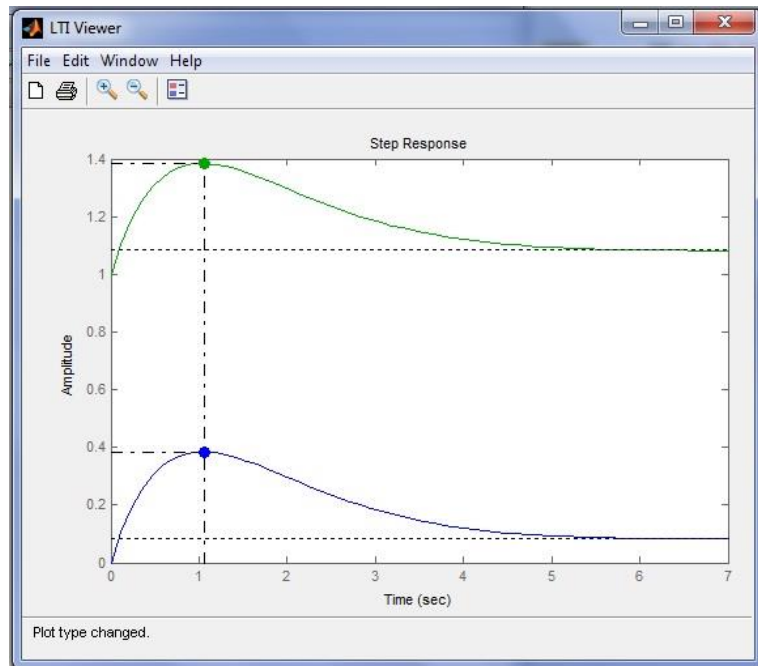 LTI Viewer
File Edit Window Help
Step Response
1.4
1.2
1
0.8
0.6
0.4
0.2
0
Amplitude
0 1 2 3 4 5 6 7
Time (sec)
Plot type changed.